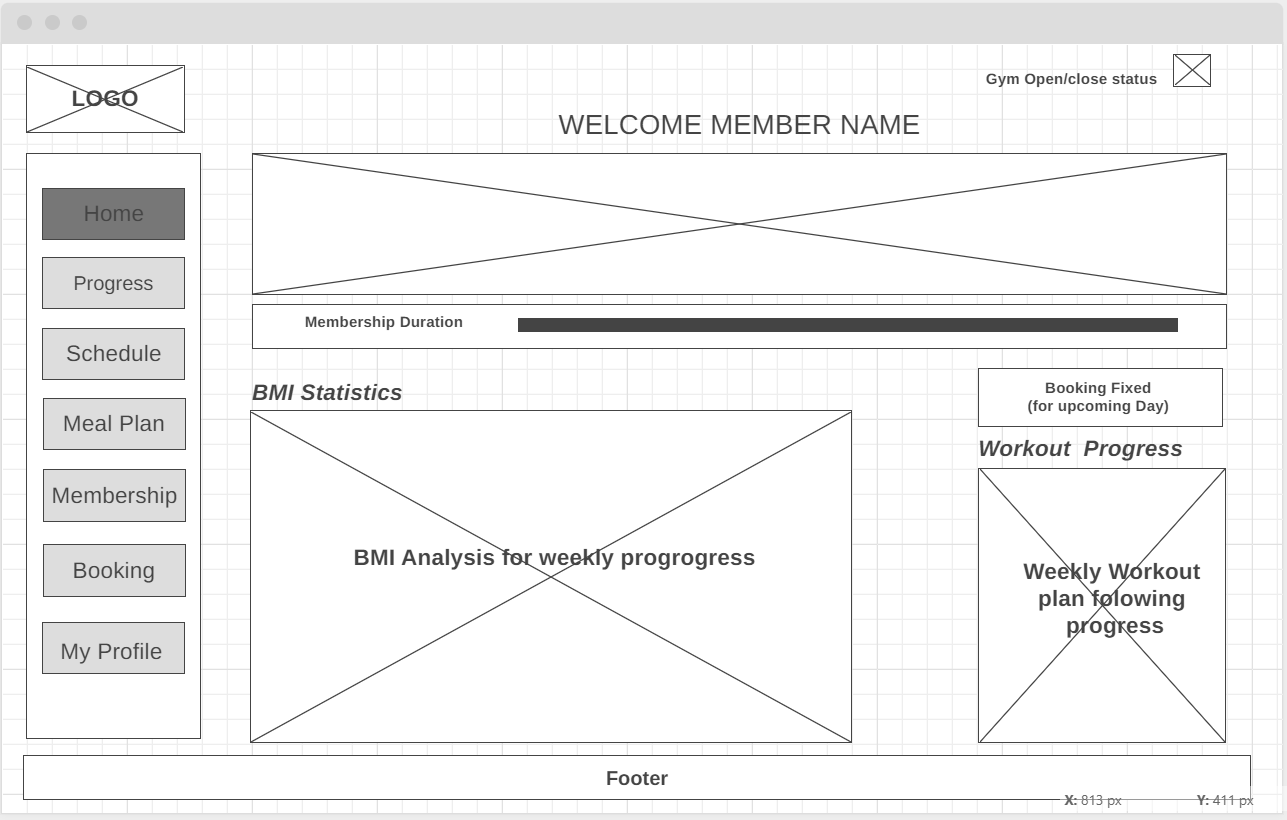 LOGO
Gym Open/close status
WELCOME MEMBER NAME
Home
Progress
Schedule
Meal Plan
Membership
Booking
My Profile
Membership Duration
BMI Statistics
BMI Analysis for weekly progrogress
Booking Fixed
(for upcoming Day)
Workout Progress
Weekly Workout
plan folowing
progress
Footer
X: 813 px Y: 411 px